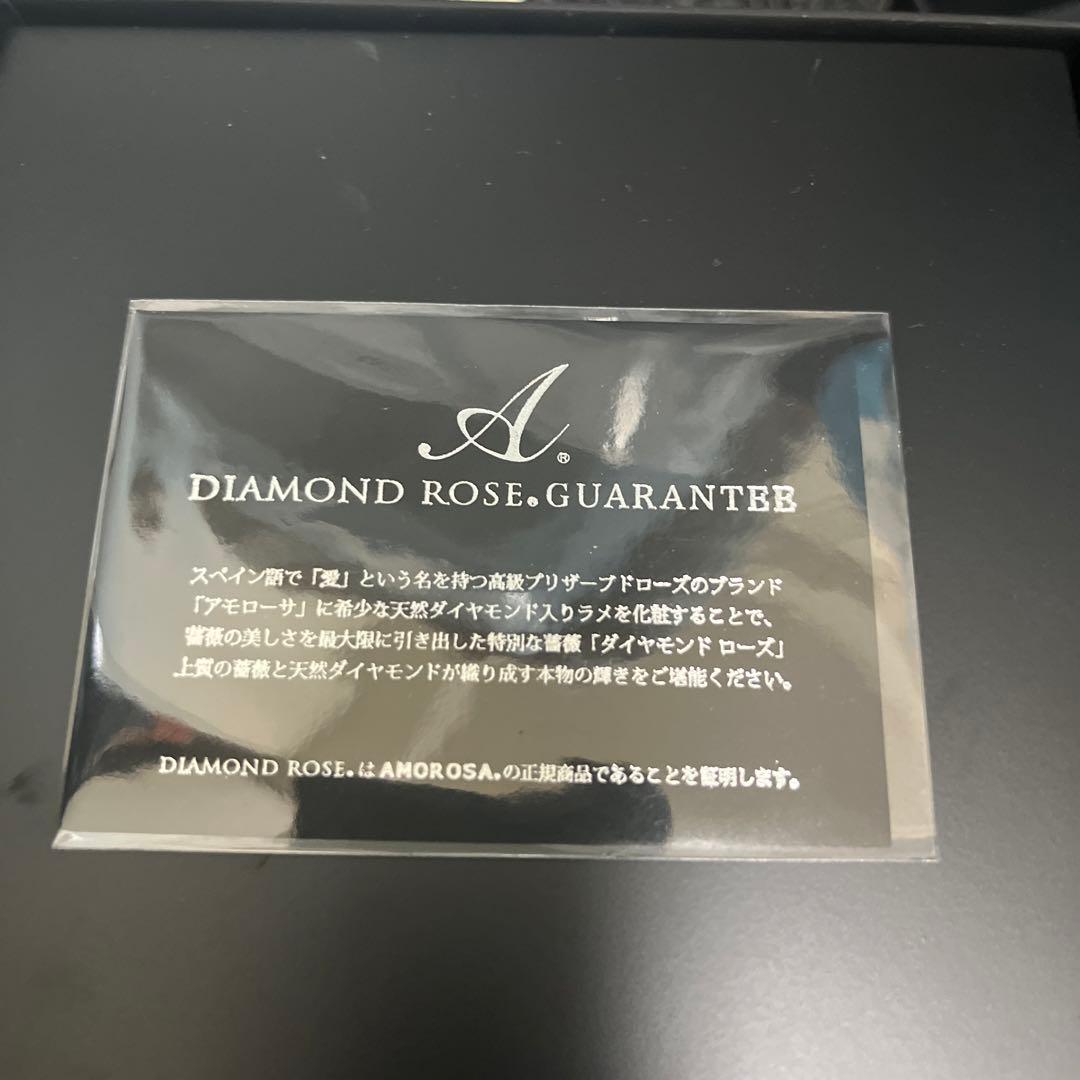 A®
DIAMOND ROSE®GUARANTEE
スペイン語で「愛」という名を持つ高級プリザーブドローズのブランド
「アモローサ」に希少な天然ダイヤモンド入りラメを化粧することで、
薔薇の美しさを最大限に引き出した特別な薔薇「ダイヤモンド ローズ」
上質の薔薇と天然ダイヤモンドが織り成す本物の輝きをご堪能ください。
DIAMOND ROSE®は AMOROSA®の正規商品であることを証明します。